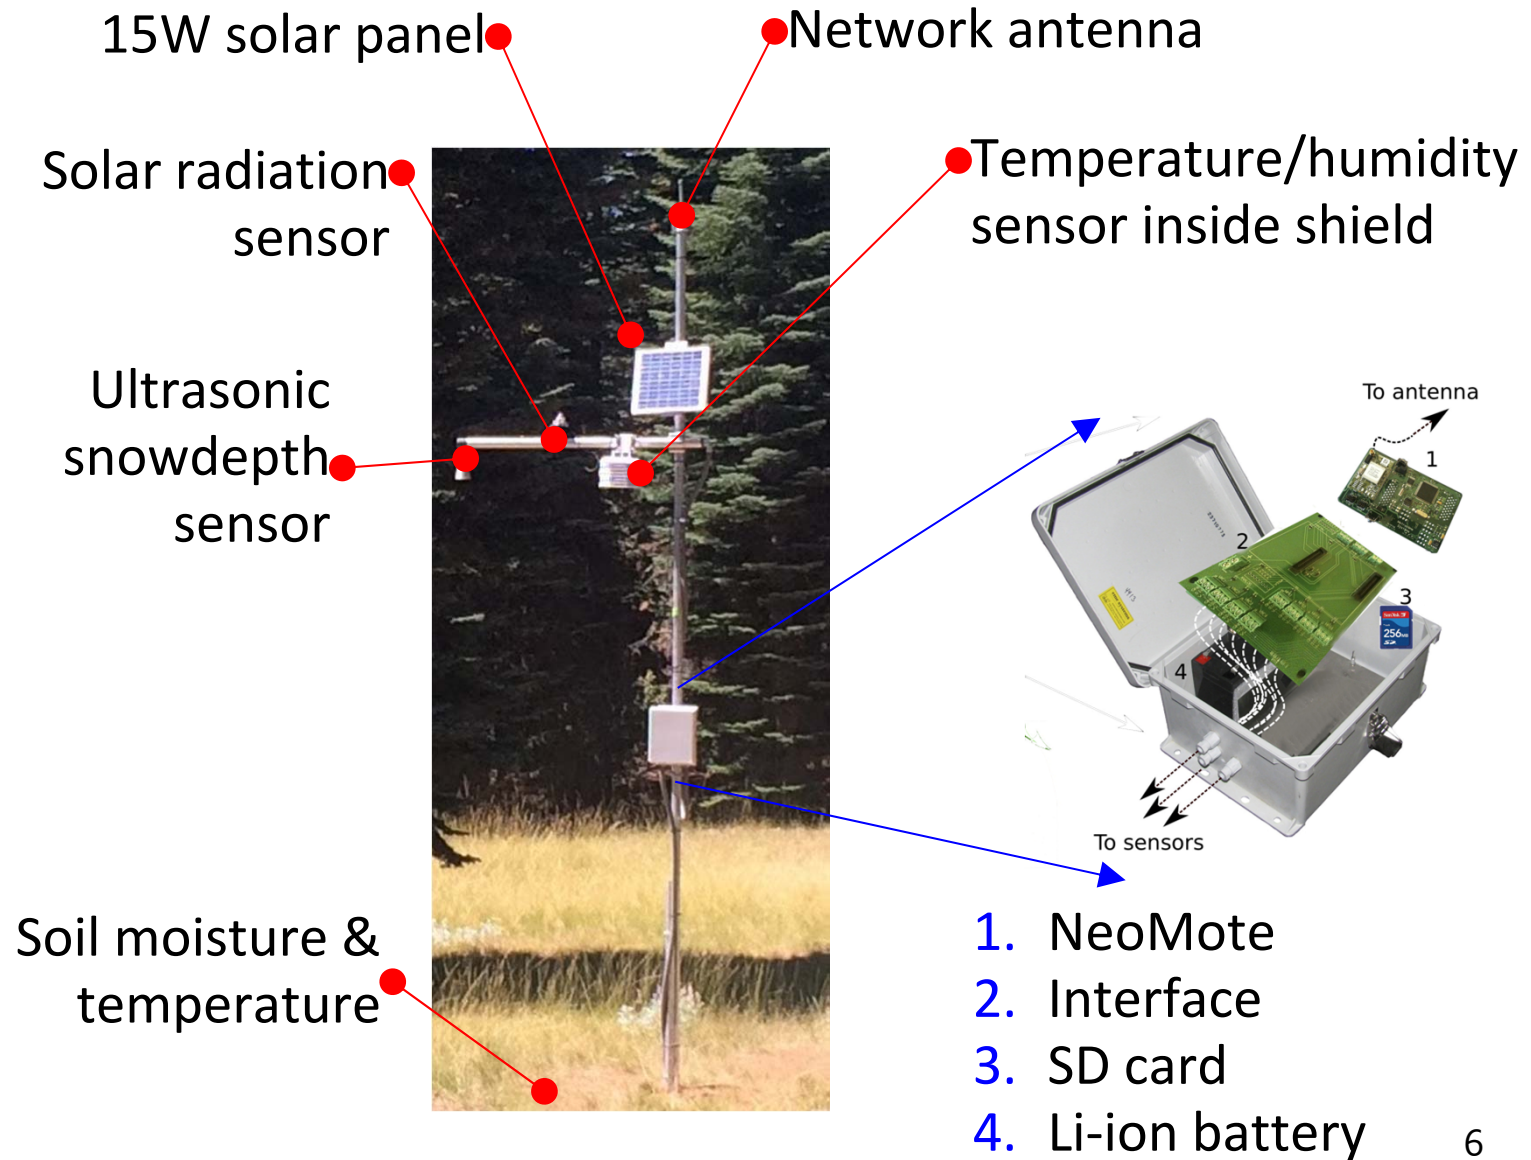 15W solar panel
Network antenna
Solar radiation
sensor
Temperature/humidity
sensor inside shield
Ultrasonic
snowdepth
sensor
To antenna
1
2
3
256MB
SD
4
To sensors
Soil moisture &
temperature
1. NeoMote
2. Interface
3. SD card
4. Li-ion battery
6